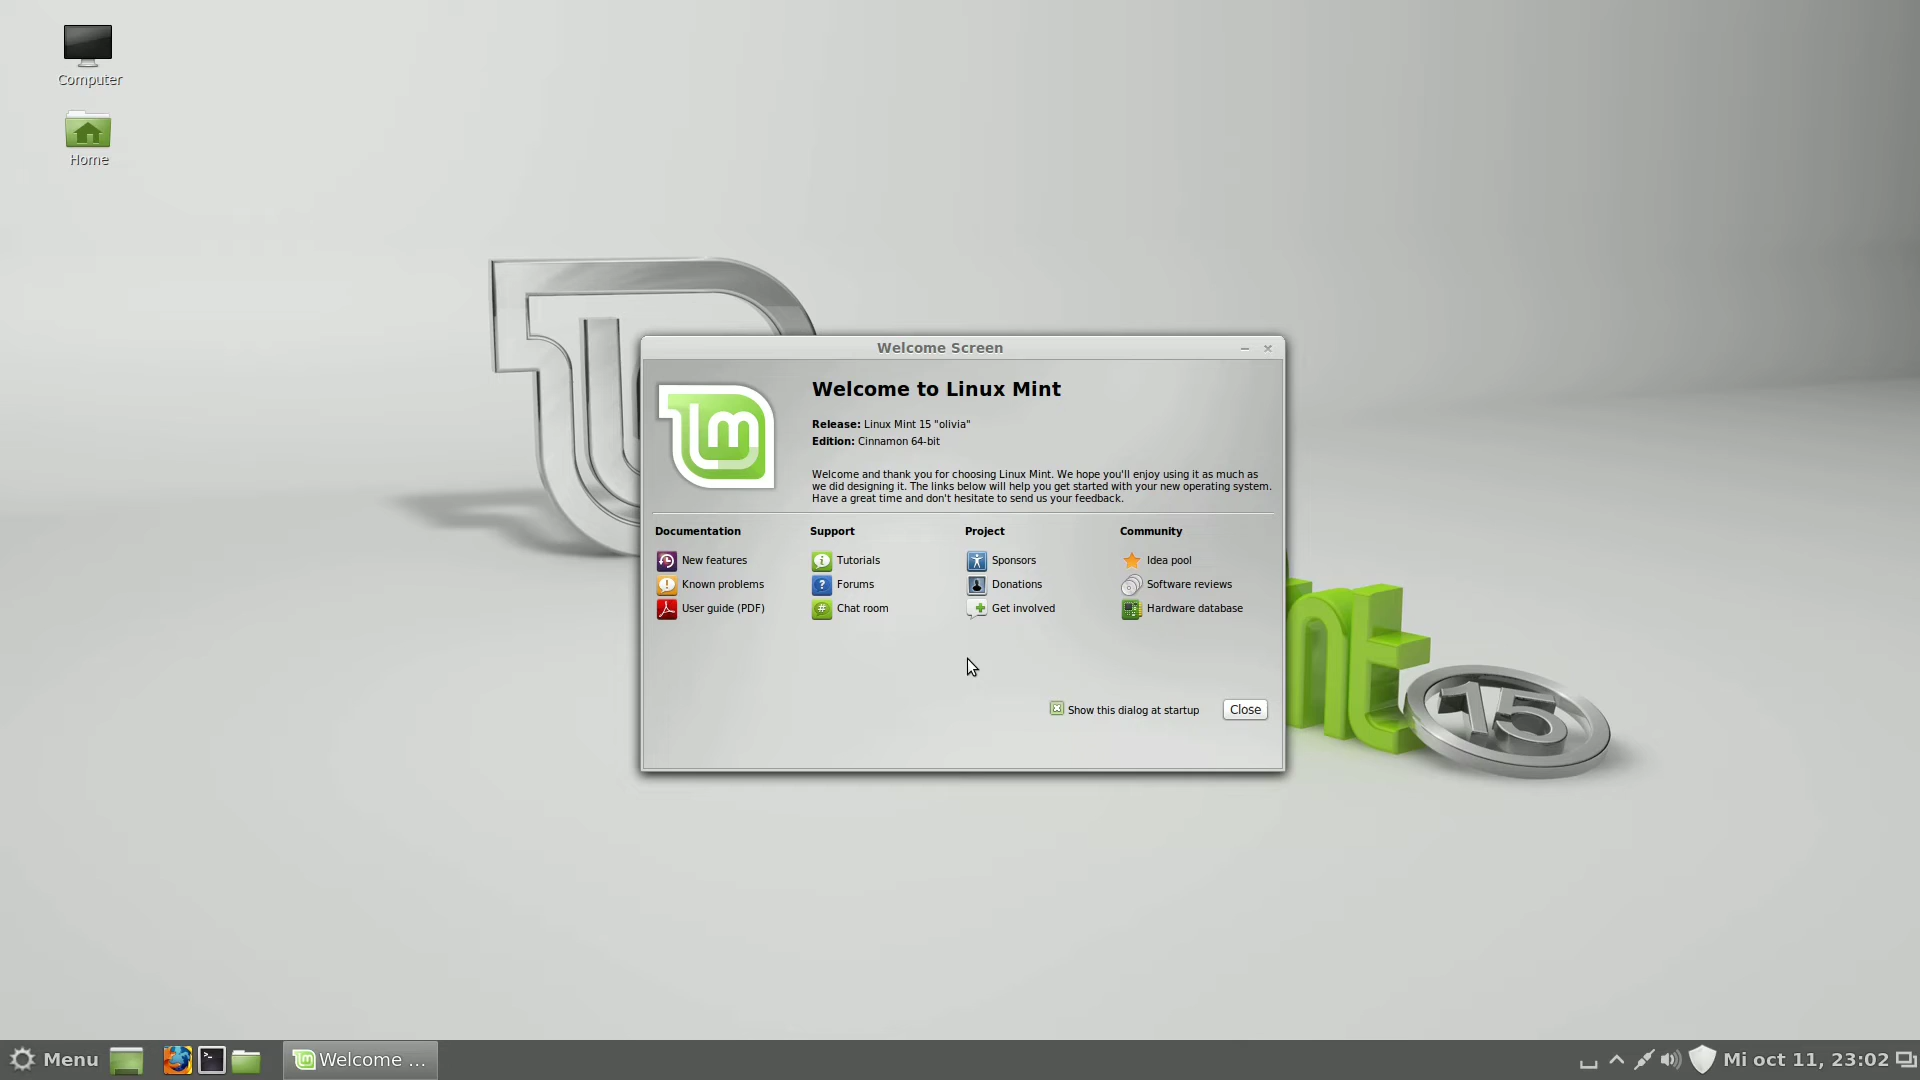 Computer
Home
Welcome Screen
Welcome to Linux Mint
Release: Linux Mint 15 "olivia"
Edition: Cinnamon 64-bit
Welcome and thank you for choosing Linux Mint. We hope you'll enjoy using it as much as
we did designing it. The links below will help you get started with your new operating system.
Have a great time and don't hesitate to send us your feedback.
Documentation
New features
Known problems
User guide (PDF)
Support
Tutorials
Forums
Chat room
Project
Sponsors
Donations
Get involved
Community
Idea pool
Software reviews
Hardware database
Show this dialog at startup
Close
nt
15
Menu
Welcome ...
Mi oct 11, 23:02